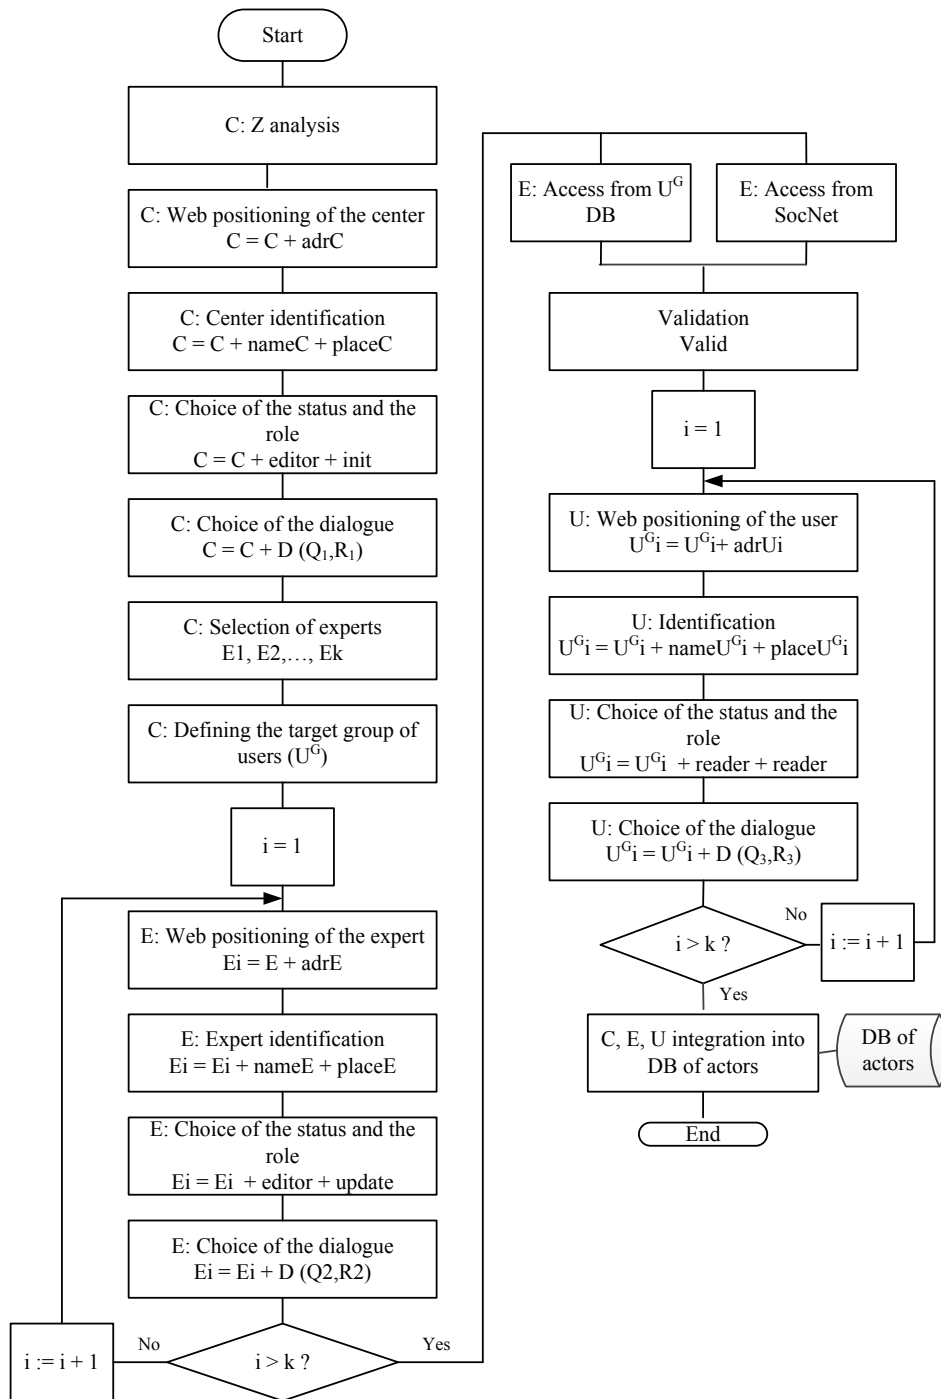 Start
C: Z analysis
C: Web positioning of the center
C = C + adrC
C: Center identification
C = C + nameC + placeC
C: Choice of the status and the
role
C = C + editor + init
C: Choice of the dialogue
C = C + D (Q₁,R₁)
C: Selection of experts
E1, E2,…, Ek
C: Defining the target group of
users (Uᴳ)
i = 1
E: Web positioning of the expert
Ei = E + adrE
E: Expert identification
Ei = Ei + nameE + placeE
E: Choice of the status and the
role
Ei = Ei + editor + update
E: Choice of the dialogue
Ei = Ei + D (Q2,R2)
i > k ?
No
i := i + 1
Yes
E: Access from Uᴳ
DB
E: Access from
SocNet
Validation
Valid
i = 1
U: Web positioning of the user
Uᴳi = Uᴳi+ adrUi
U: Identification
Uᴳi = Uᴳi + nameUᴳi + placeUᴳi
U: Choice of the status and the
role
Uᴳi = Uᴳi + reader + reader
U: Choice of the dialogue
Uᴳi = Uᴳi + D (Q₃,R₃)
i > k ?
No
i := i + 1
Yes
C, E, U integration into
DB of actors
DB of
actors
End